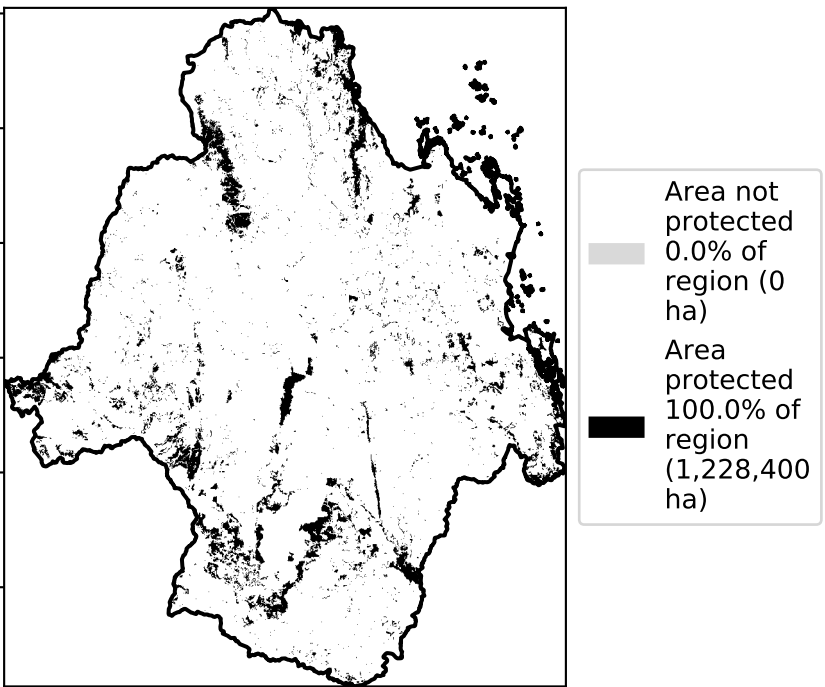 Area not
protected
0.0% of
region (0
ha)
Area
protected
100.0% of
region
(1,228,400
ha)